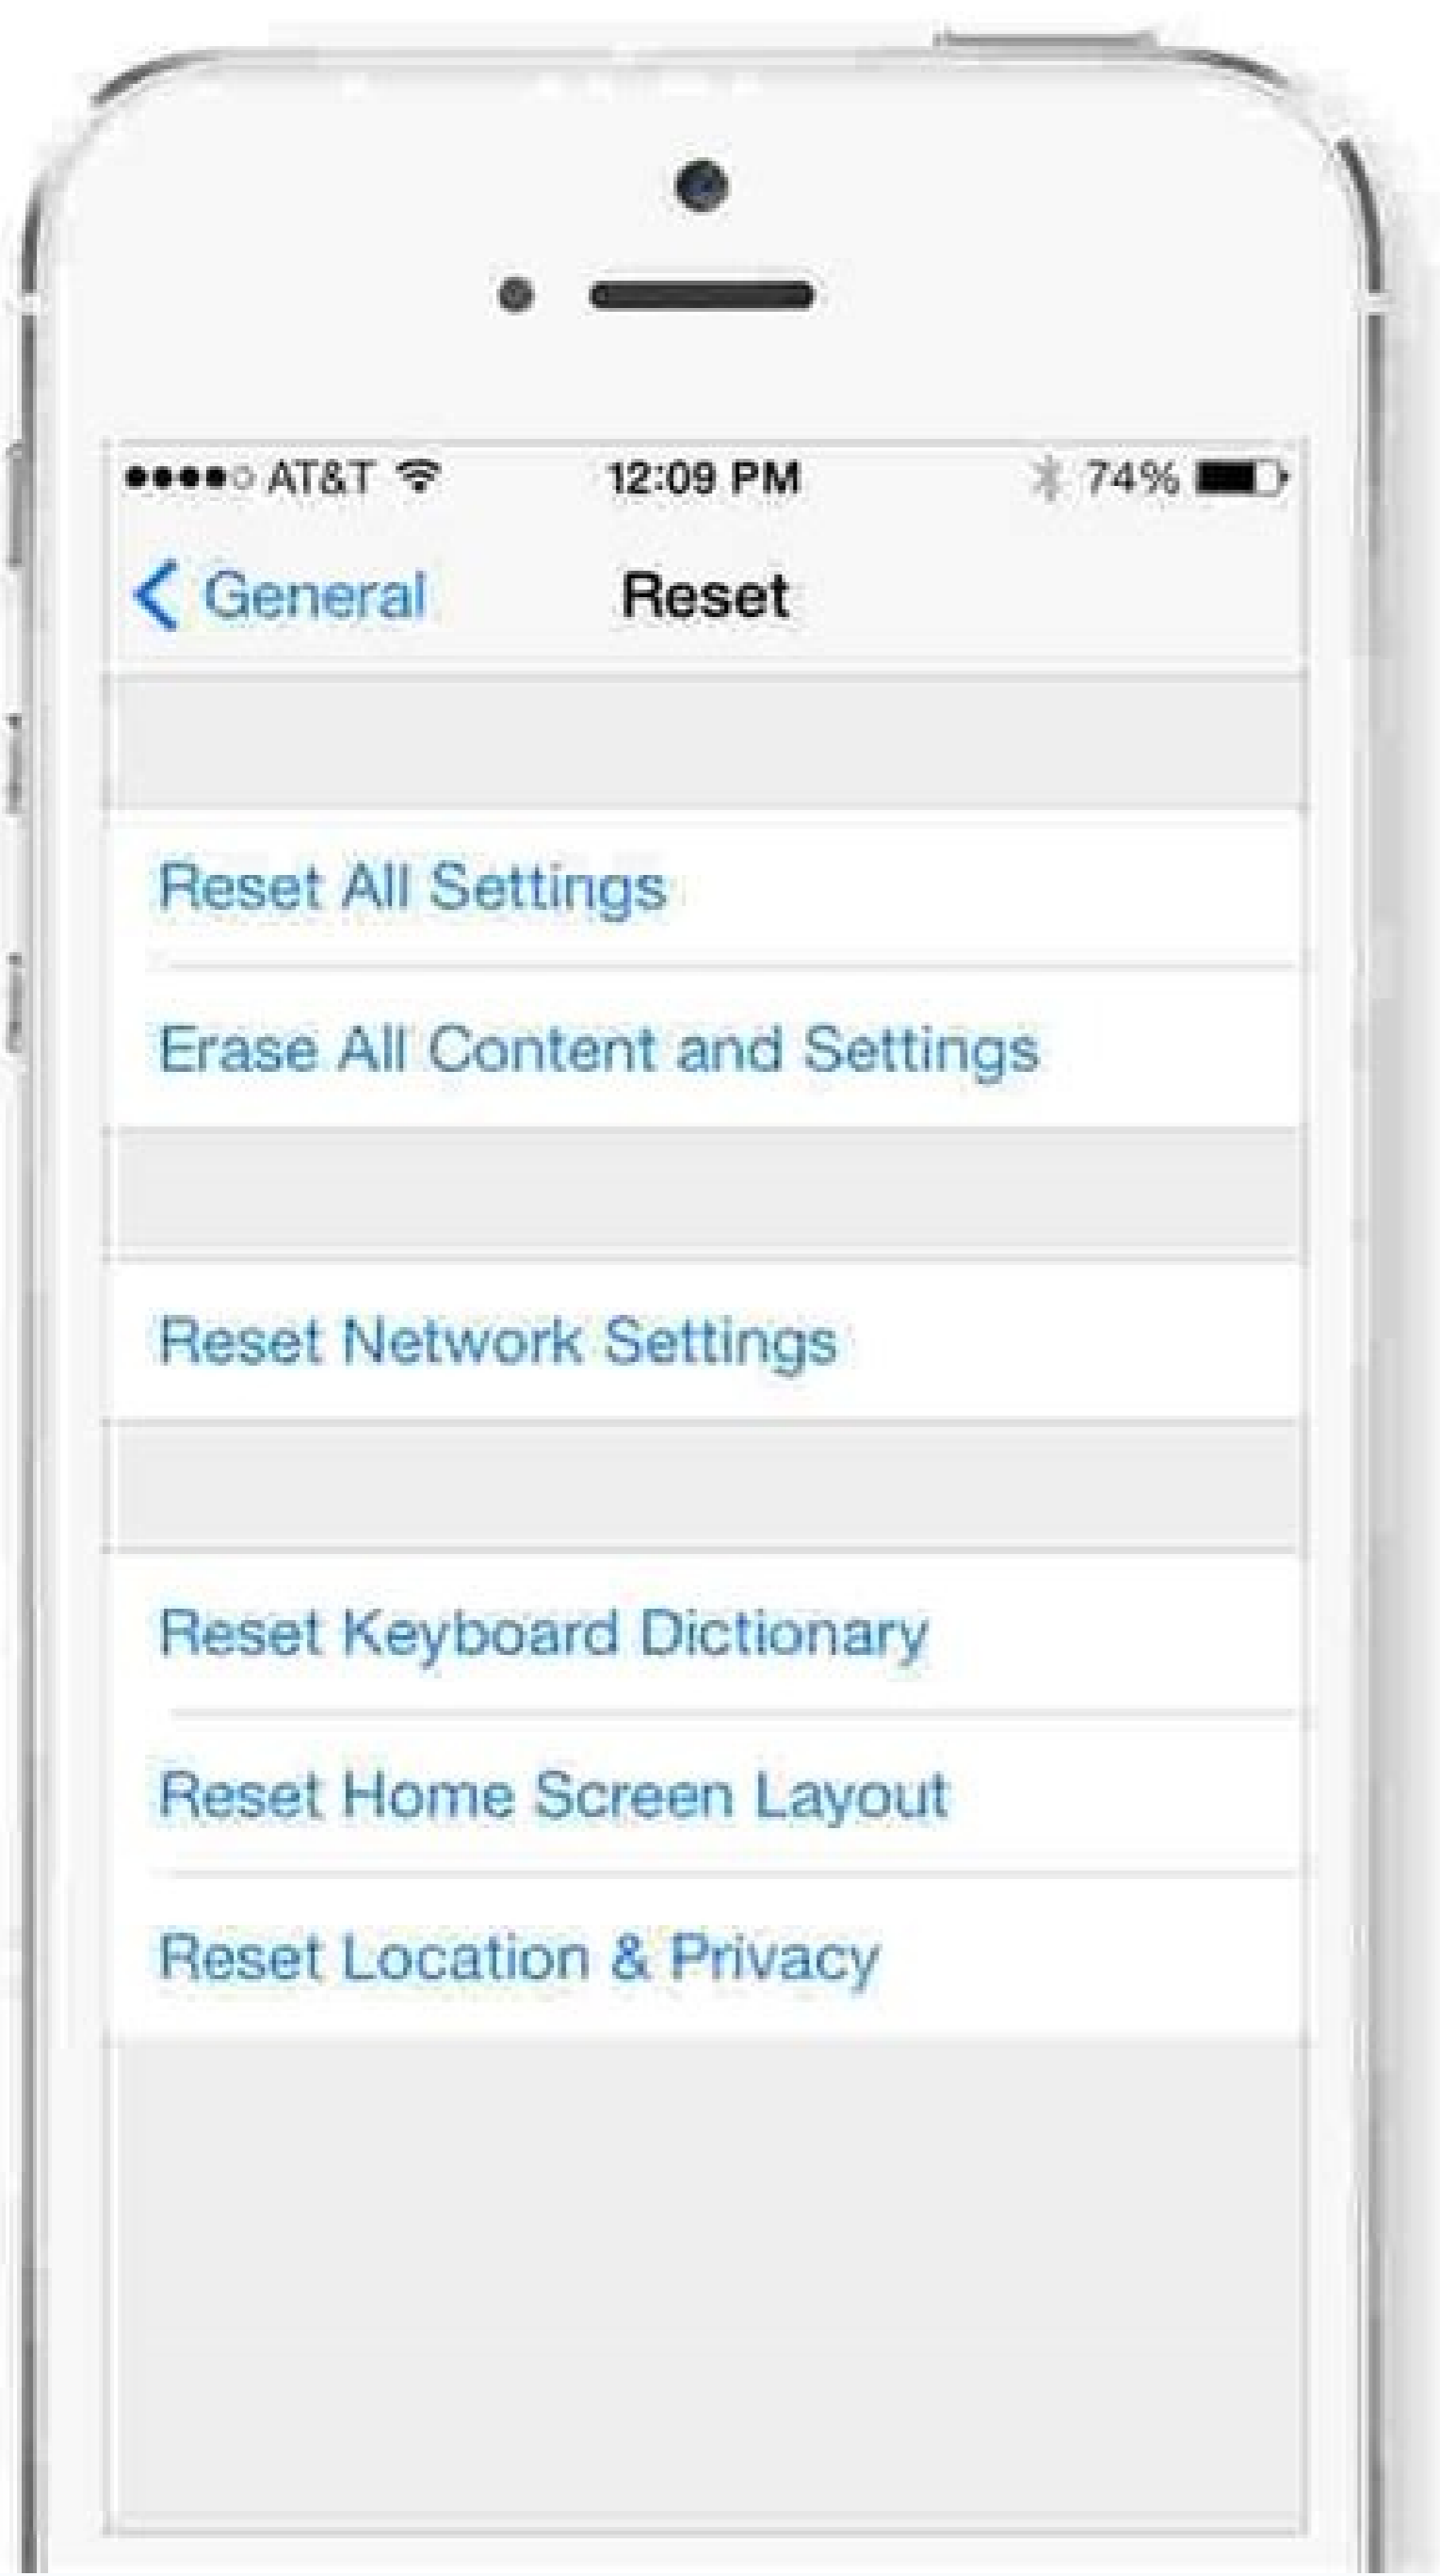 AT&T 12:09 PM 74%
General Reset
Reset All Settings
Erase All Content and Settings
Reset Network Settings
Reset Keyboard Dictionary
Reset Home Screen Layout
Reset Location & Privacy